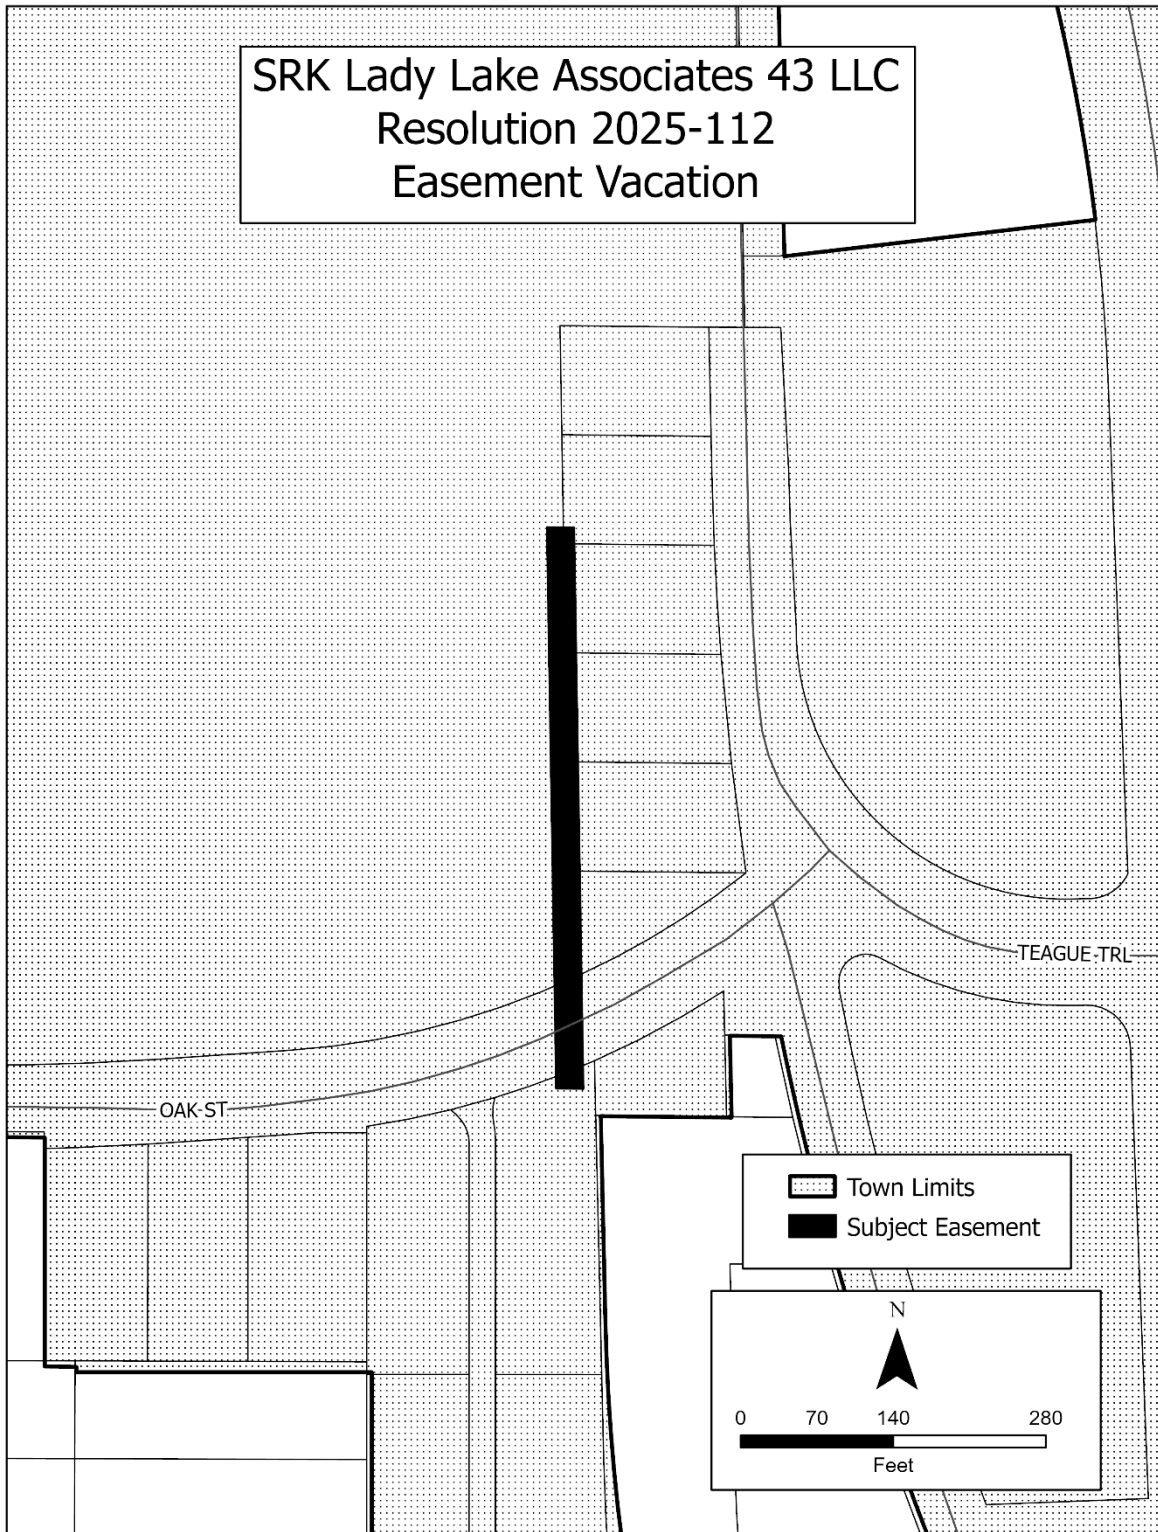 SRK Lady Lake Associates 43 LLC
Resolution 2025-112
Easement Vacation
TEAGUE-TRL
OAK-ST
Town Limits
Subject Easement
N
0 70 140 280
Feet